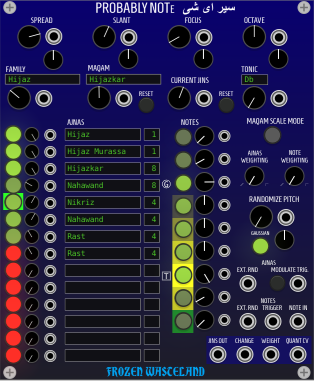 PROBABLY NOTE سير اى شى
SPREAD SLANT FOCUS OCTAVE
FAMILY MAQAM CURRENT JINS TONIC
Hijaz Hijazkar Db
RESET RESET
AJNAS NOTES MAQAM SCALE MODE
Hijaz 1
Hijaz Murassa 1
Hijazkar 8
Nahawand 8
Nikriz 4
Nahawand 4
Rast 4
Rast 4
G
T
AJNAS WEIGHTING NOTE WEIGHTING
RANDOMIZE PITCH
GAUSSIAN
AJNAS
EXT. RND MODULATE TRIG.
NOTES
EXT. RND TRIGGER NOTE IN
JINS OUT CHANGE WEIGHT QUANT CV
FROZEN WASTELAND